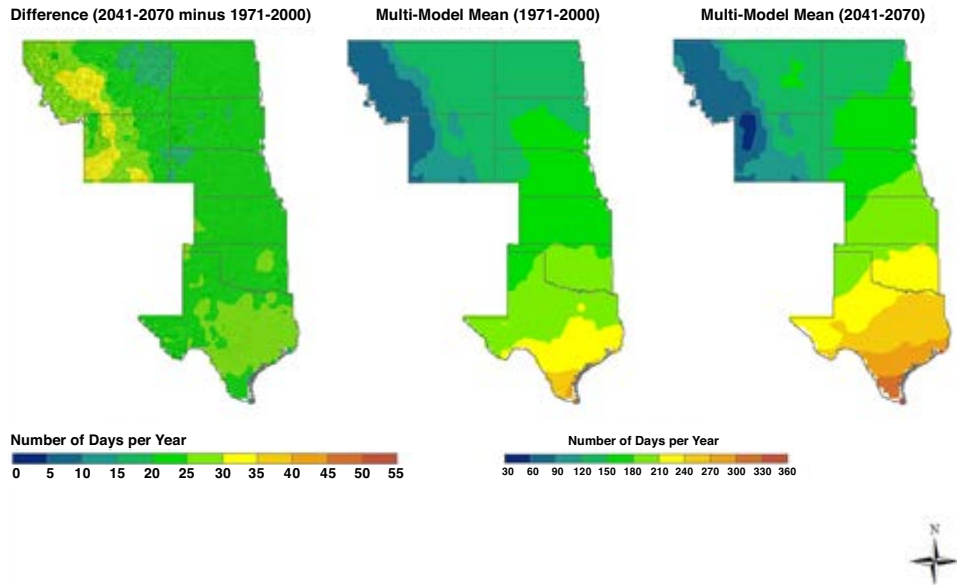 Difference (2041-2070 minus 1971-2000)
Multi-Model Mean (1971-2000)
Multi-Model Mean (2041-2070)
Number of Days per Year
0 5 10 15 20 25 30 35 40 45 50 55
Number of Days per Year
30 60 90 120 150 180 210 240 270 300 330 360
N